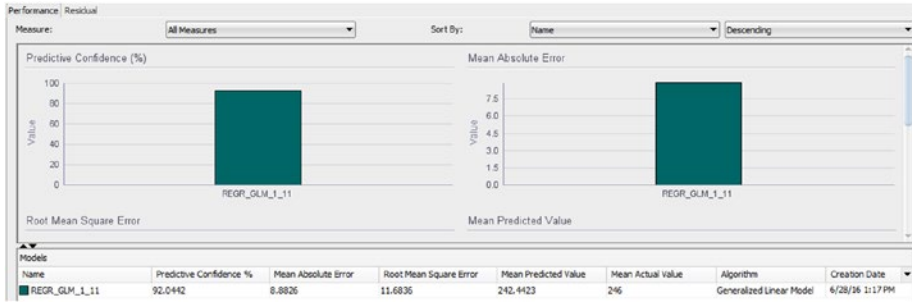 Performance Residual
Measure: All Measures Sort By: Name Descending
Predictive Confidence (%) Mean Absolute Error
100
80
60
40
20
0
Value
REGR_GLM_1_11
7.5
6.0
4.5
3.0
1.5
0.0
Value
REGR_GLM_1_11
Root Mean Square Error Mean Predicted Value
Models
Name Predictive Confidence % Mean Absolute Error Root Mean Square Error Mean Predicted Value Mean Actual Value Algorithm Creation Date
REGR_GLM_1_11 92.0442 8.8826 11.6836 242.4423 246 Generalized Linear Model 6/28/16 1:17 PM